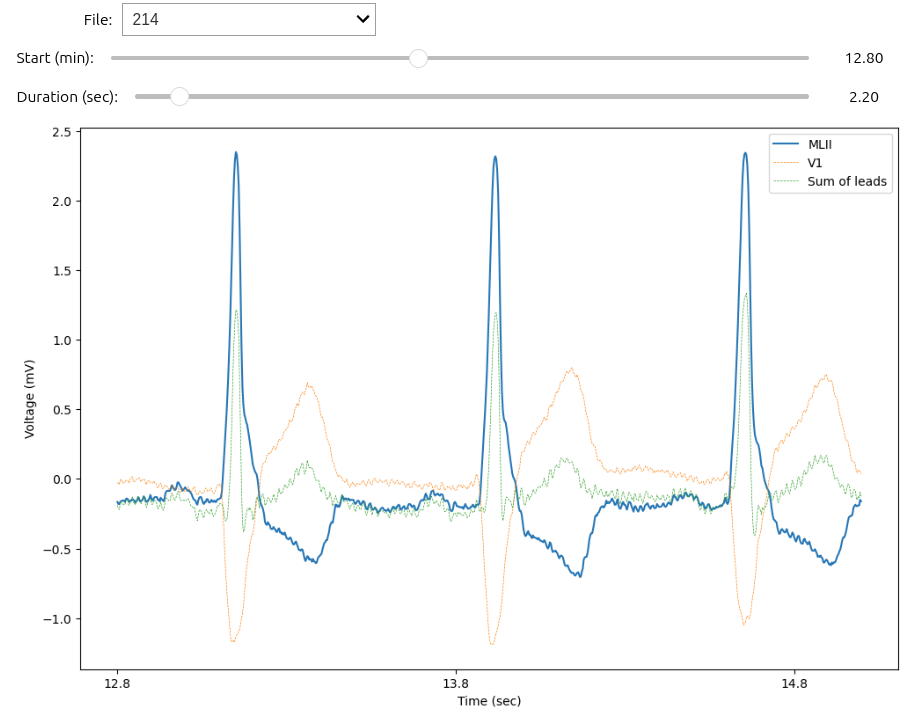 File: 214
Start (min): 12.80
Duration (sec): 2.20
2.5
2.0
1.5
1.0
0.5
0.0
−0.5
−1.0
Voltage (mV)
MLII
V1
Sum of leads
12.8 13.8 14.8
Time (sec)